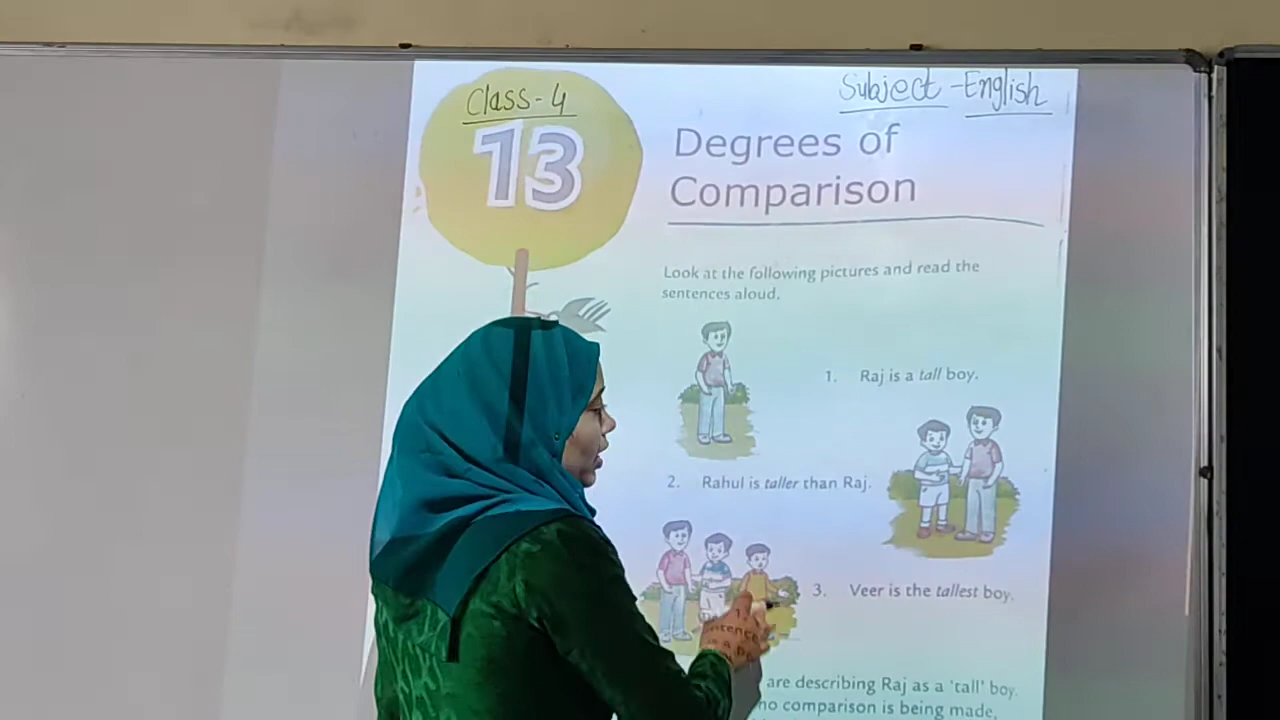 Class-4
Subject-English
13
Degrees of
Comparison
Look at the following pictures and read the
sentences aloud.
1. Raj is a tall boy.
2. Rahul is taller than Raj.
3. Veer is the tallest boy.
are describing Raj as a 'tall' boy.
no comparison is being made,